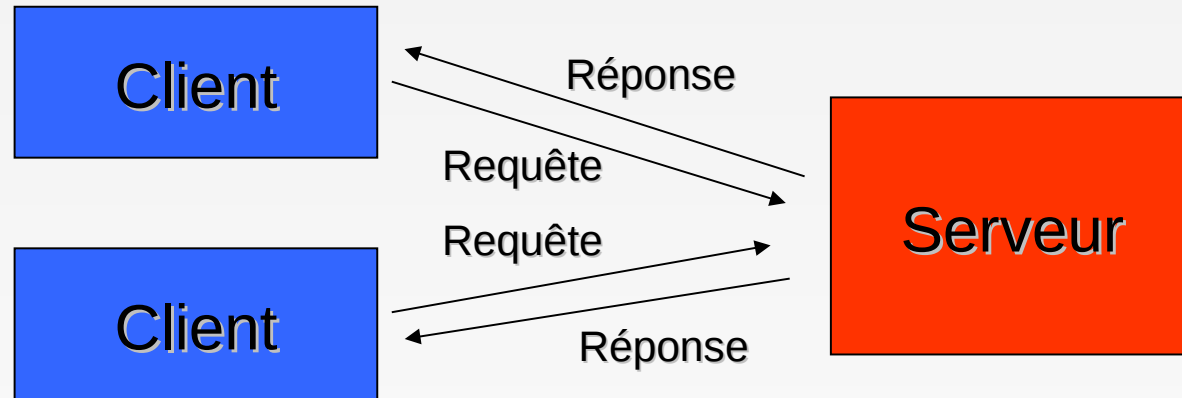 Client
Réponse
Requête
Serveur
Requête
Client
Réponse